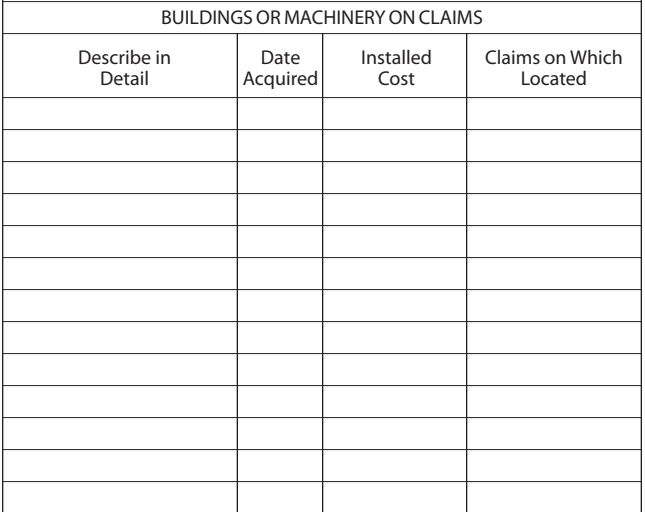 BUILDINGS OR MACHINERY ON CLAIMS
Describe in
Detail
Date
Acquired
Installed
Cost
Claims on Which
Located